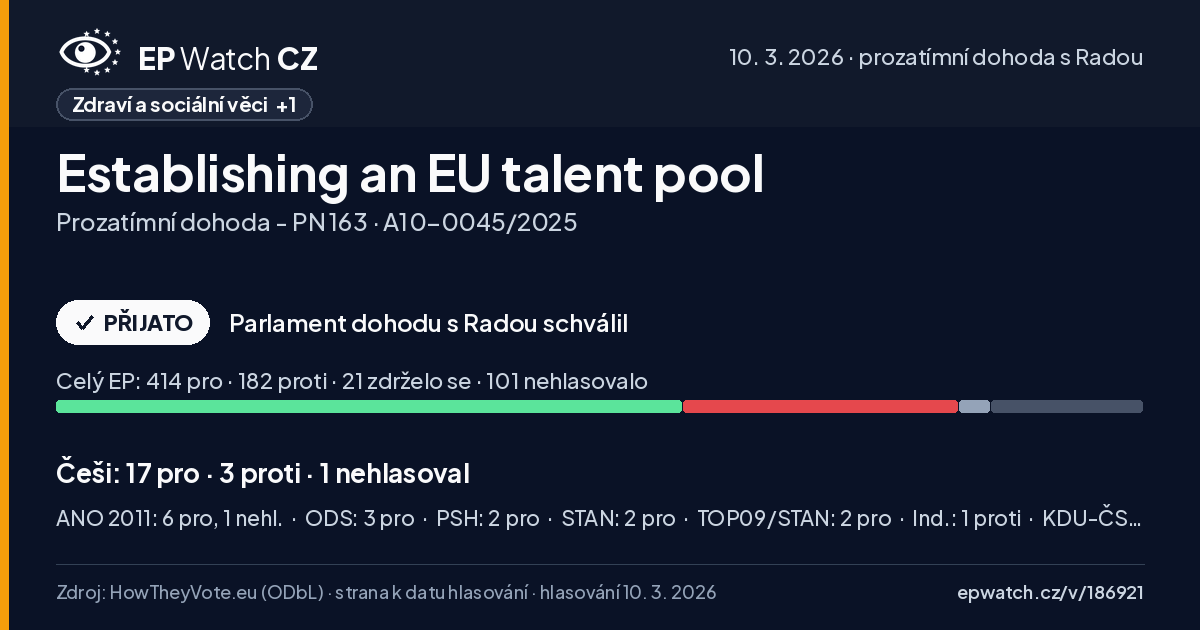 EP Watch CZ
10. 3. 2026 · prozatímní dohoda s Radou
Zdraví a sociální věci +1
Establishing an EU talent pool
Prozatímní dohoda – PN 163 · A10–0045/2025
✓ PŘIJATO
Parlament dohodu s Radou schválil
Celý EP: 414 pro · 182 proti · 21 zdrželo se · 101 nehlasovalo
Češi: 17 pro · 3 proti · 1 nehlasoval
ANO 2011: 6 pro, 1 nehl. · ODS: 3 pro · PSH: 2 pro · STAN: 2 pro · TOP09/STAN: 2 pro · Ind.: 1 proti · KDU-ČS…
Zdroj: HowTheyVote.eu (ODbL) · strana k datu hlasování · hlasování 10. 3. 2026
epwatch.cz/v/186921